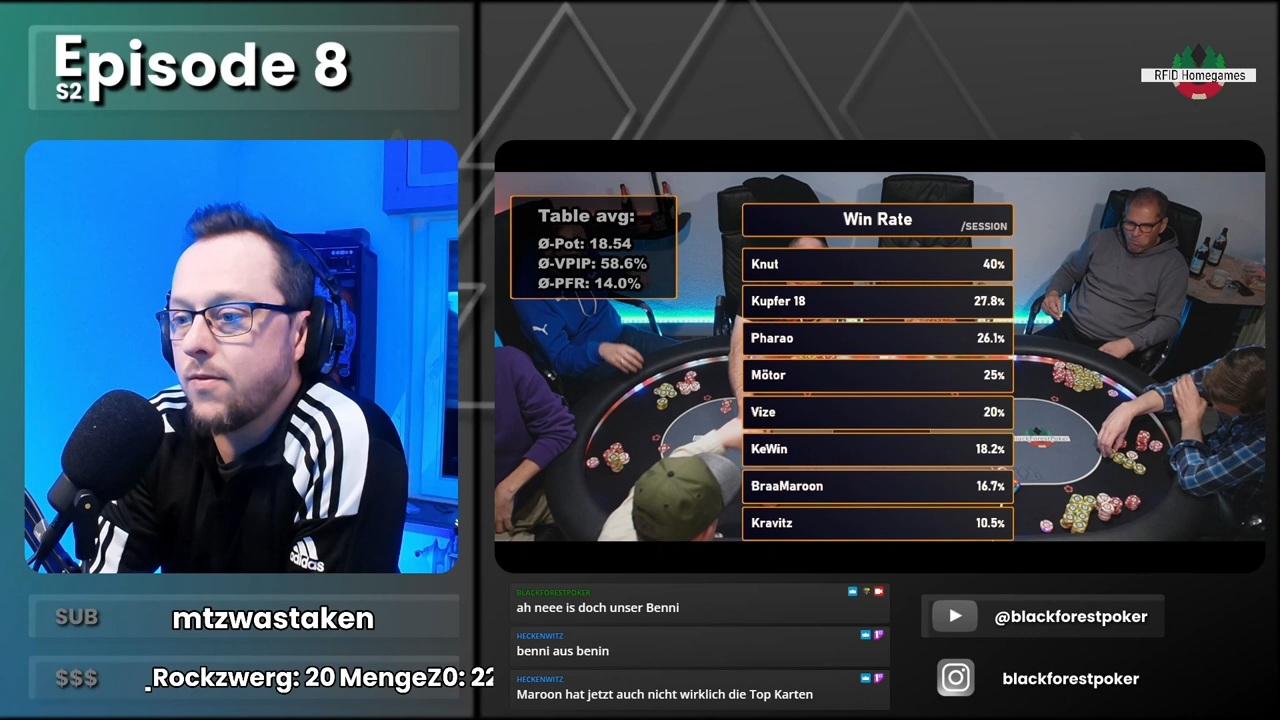 Episode 8
S2
RFID Homegames
Table avg:
Ø-Pot: 18.54
Ø-VPIP: 58.6%
Ø-PFR: 14.0%
Win Rate
/SESSION
Knut 40%
Kupfer 18 27.8%
Pharao 26.1%
Mötor 25%
Vize 20%
KeWin 18.2%
BraaMaroon 16.7%
Kravitz 10.5%
adidas
SUB mtzwastaken
$$$ Rockzwerg: 20 MengeZ0: 22
BLACKFORESTPOKER
ah neee is doch unser Benni
HECKENWITZ
benni aus benin
HECKENWITZ
Maroon hat jetzt auch nicht wirklich die Top Karten
@blackforestpoker
blackforestpoker